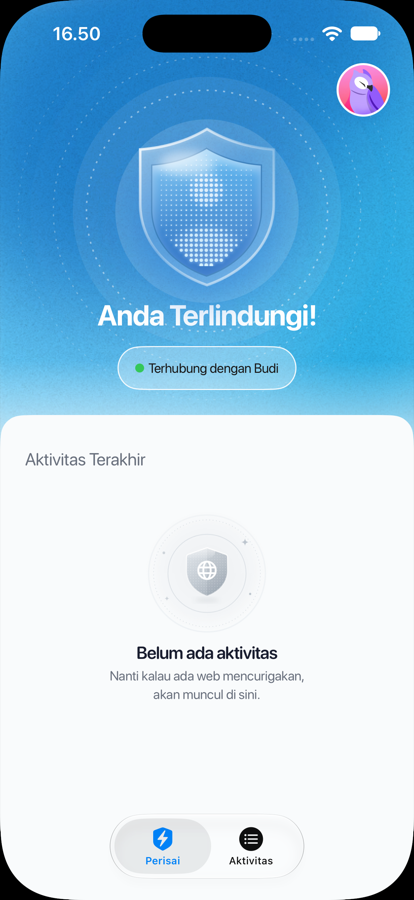 16.50
Anda Terlindungi!
Terhubung dengan Budi
Aktivitas Terakhir
Belum ada aktivitas
Nanti kalau ada web mencurigakan,
akan muncul di sini.
Perisai
Aktivitas